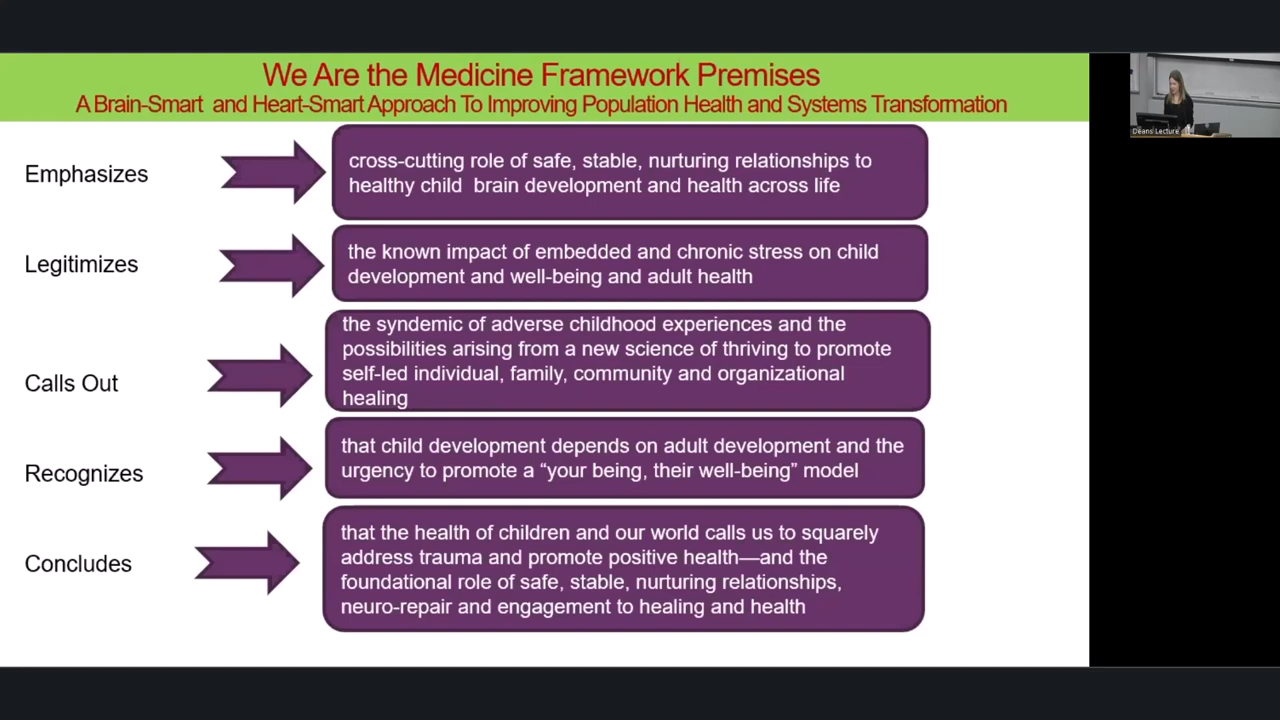 We Are the Medicine Framework Premises
A Brain-Smart and Heart-Smart Approach To Improving Population Health and Systems Transformation
Emphasizes
cross-cutting role of safe, stable, nurturing relationships to
healthy child brain development and health across life
Legitimizes
the known impact of embedded and chronic stress on child
development and well-being and adult health
Calls Out
the syndemic of adverse childhood experiences and the
possibilities arising from a new science of thriving to promote
self-led individual, family, community and organizational
healing
Recognizes
that child development depends on adult development and the
urgency to promote a “your being, their well-being” model
Concludes
that the health of children and our world calls us to squarely
address trauma and promote positive health—and the
foundational role of safe, stable, nurturing relationships,
neuro-repair and engagement to healing and health
Deans Lecture